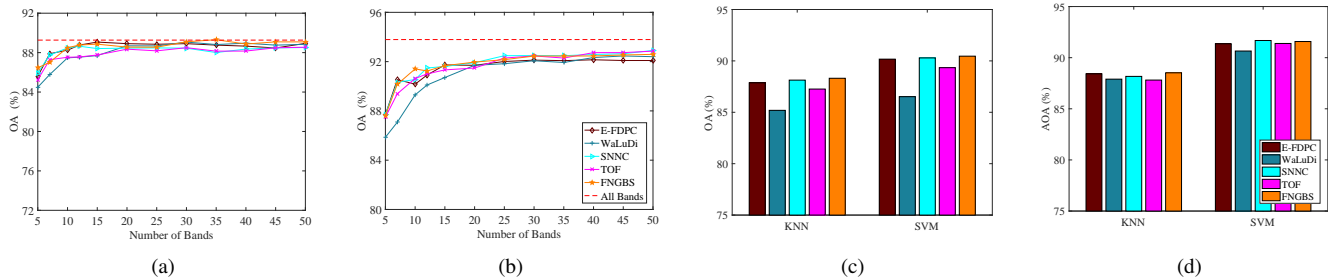 92
88
84
80
76
72
OA (%)
5 10 15 20 25 30 35 40 45 50
Number of Bands
(a)
96
92
88
84
80
OA (%)
5 10 15 20 25 30 35 40 45 50
Number of Bands
E-FDPC
WaLuDi
SNNC
TOF
FNGBS
All Bands
(b)
95
90
85
80
75
OA (%)
KNN SVM
(c)
95
90
85
80
75
AOA (%)
KNN SVM
E-FDPC
WaLuDi
SNNC
TOF
FNGBS
(d)